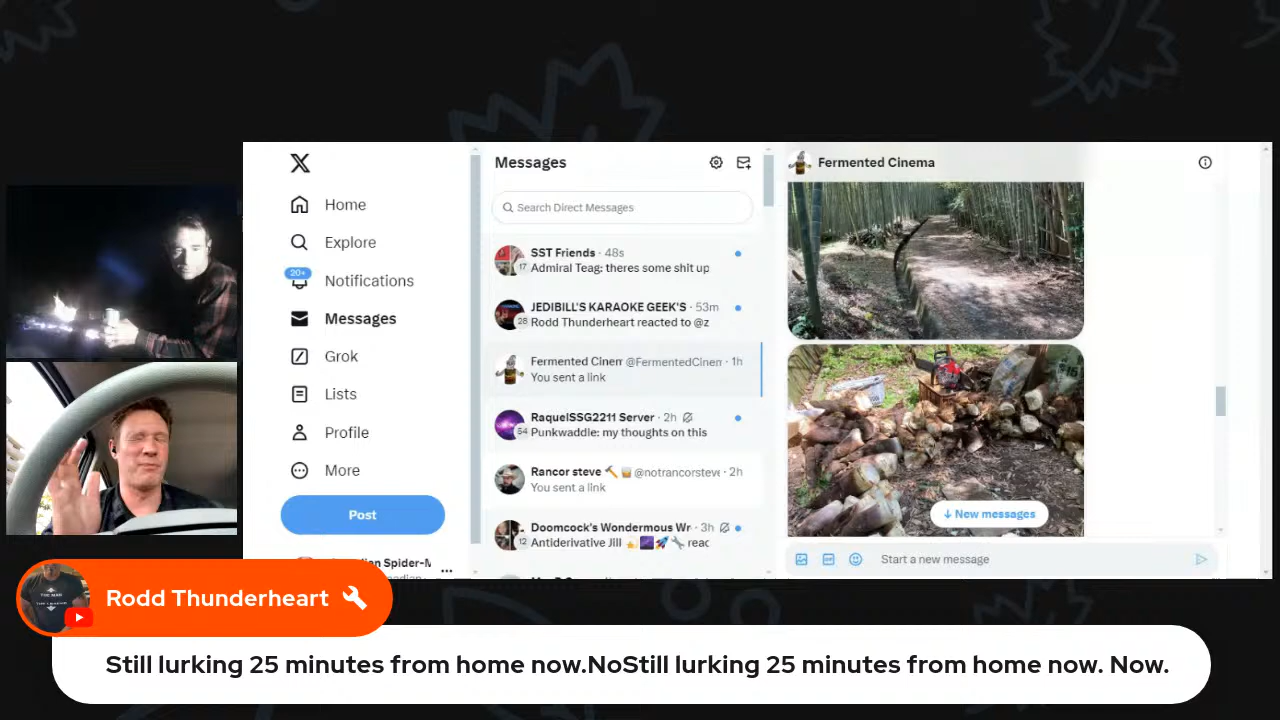 X
Home
Explore
20+
Notifications
Messages
Grok
Lists
Profile
More
Post
Messages
Search Direct Messages
SST Friends · 48s
17
Admiral Teag: theres some shit up
JEDIBILL'S KARAOKE GEEK'S · 53m
28
Rodd Thunderheart reacted to @z
Fermented Cinem @FermentedCinem · 1h
You sent a link
RaquelSSG2211 Server · 2h
54
Punkwaddle: my thoughts on this
Rancor steve 🔨🥃 @notrancorsteve · 2h
You sent a link
Doomcock's Wondermous Wr · 3h
12
Antiderivative Jill
Fermented Cinema
New messages
Start a new message
Rodd Thunderheart
Still lurking 25 minutes from home now.NoStill lurking 25 minutes from home now. Now.